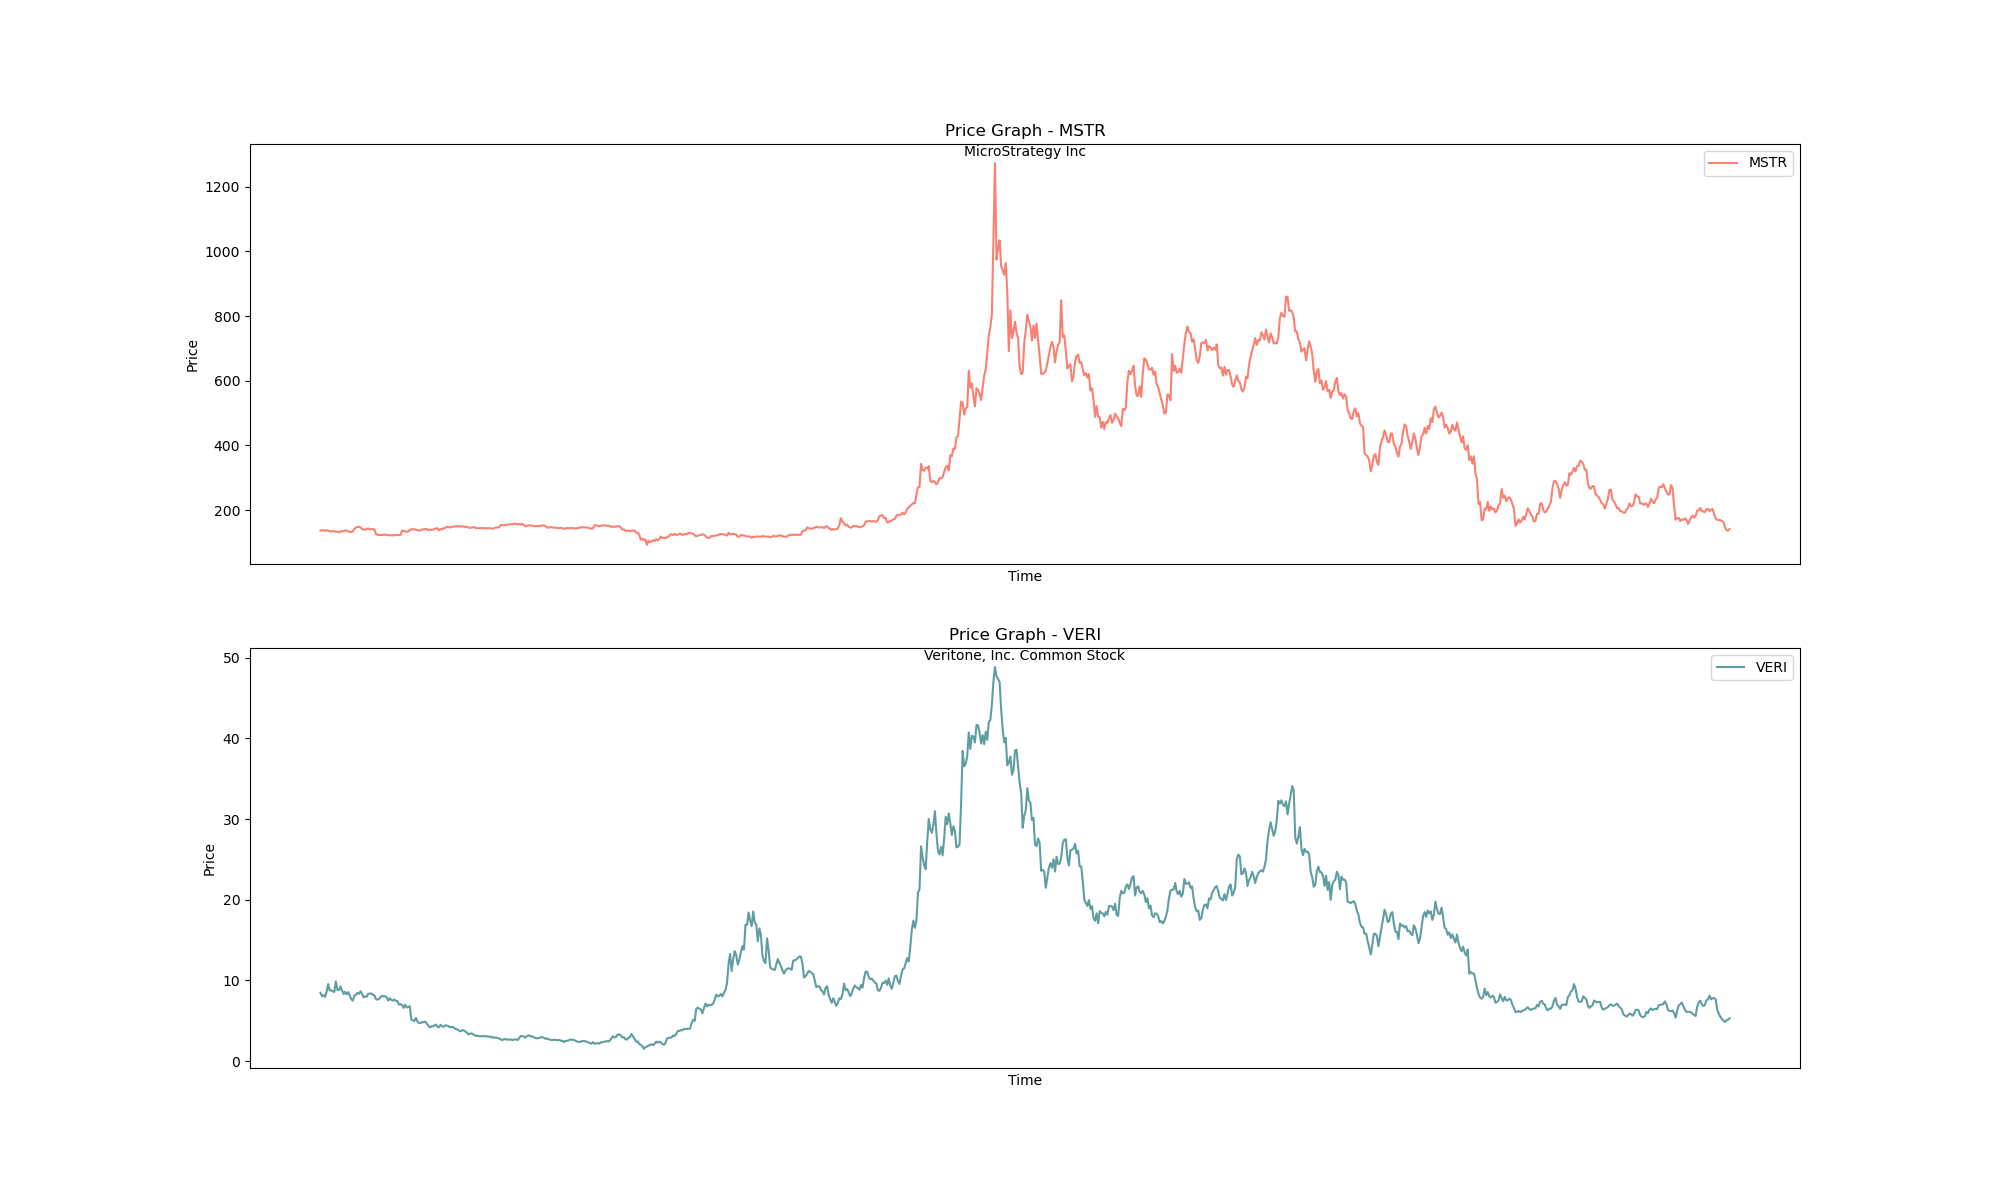 Price Graph - MSTR
MicroStrategy Inc
MSTR
1200
1000
800
600
400
200
Price
Time
Price Graph - VERI
Veritone, Inc. Common Stock
VERI
50
40
30
20
10
0
Price
Time